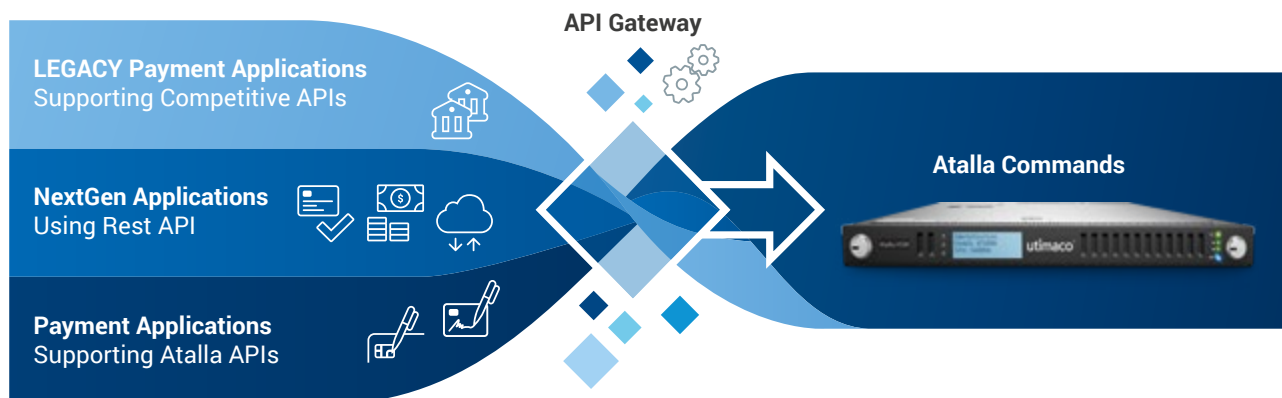 API Gateway
LEGACY Payment Applications
Supporting Competitive APIs
NextGen Applications
Using Rest API
Payment Applications
Supporting Atalla APIs
Atalla Commands
utimaco